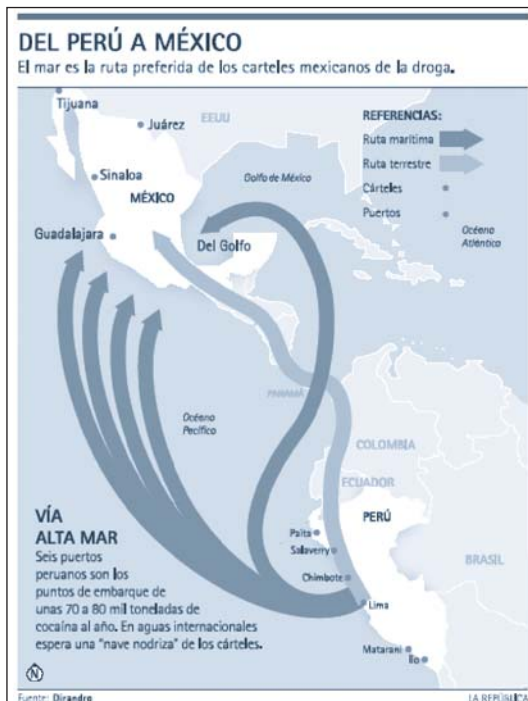 DEL PERÚ A MÉXICO
El mar es la ruta preferida de los carteles mexicanos de la droga.
Tijuana
Juárez
EEUU
REFERENCIAS:
Ruta marítima
Ruta terrestre
Cárteles
Puertos
Sinaloa
MÉXICO
Golfo de México
Océano
Atlántico
Guadalajara
Del Golfo
PANAMÁ
Océano
Pacífico
COLOMBIA
ECUADOR
PERÚ
BRASIL
Paita
Salaverry
Chimbote
Lima
Matarani
Ilo
VÍA
ALTA MAR
Seis puertos
peruanos son los
puntos de embarque de
unas 70 a 80 mil toneladas de
cocaína al año. En aguas internacionales
espera una "nave nodriza" de los cárteles.
N
Fuente: Dirandro
LA REPÚBLICA